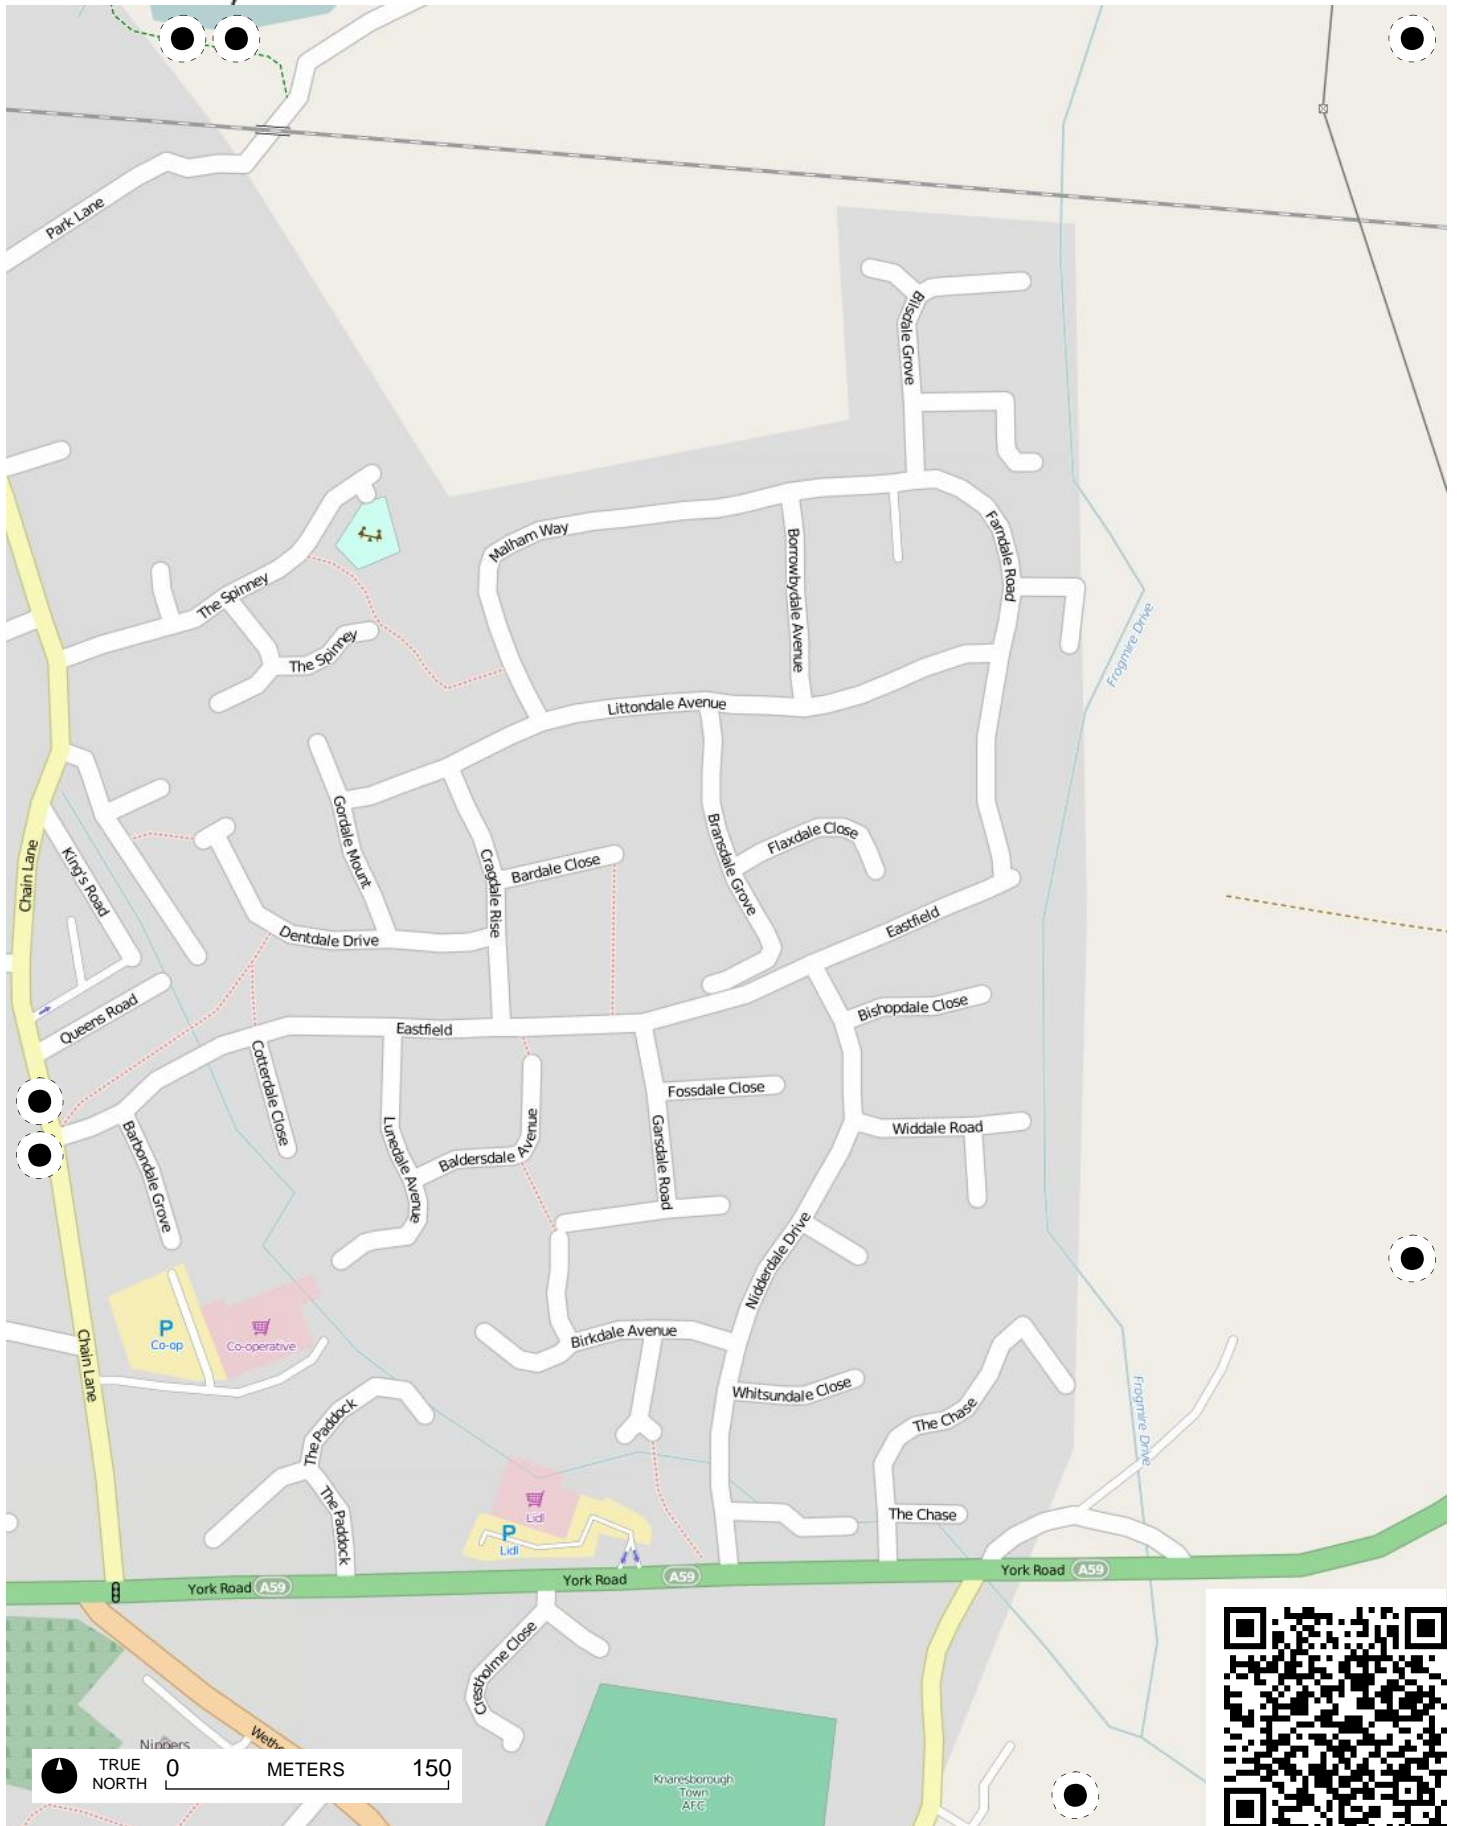 Park Lane
Bilsdale Grove
Malham Way
Farndale Road
Borrowbydale Avenue
The Spinney
Frogmire Drive
The Spinney
Littondale Avenue
Gordale Mount
Bransdale Grove
Flaxdale Close
Chain Lane
King's Road
Cragdale Rise
Bardale Close
Dentdale Drive
Eastfield
Bishopdale Close
Queens Road
Eastfield
Cotterdale Close
Fossdale Close
Lunedale Avenue
Baldersdale Avenue
Garsdale Road
Widdale Road
Barbondale Grove
Nidderdale Drive
P
Co-op
Co-operative
Birkdale Avenue
Chain Lane
Whitsundale Close
Frogmire Drive
The Paddock
The Chase
The Paddock
Lidl
P
Lidl
The Chase
York Road A59
York Road
A59
York Road A59
Crestholme Close
Nippers
TRUE
NORTH
0 METERS 150
Knaresborough
Town
AFC